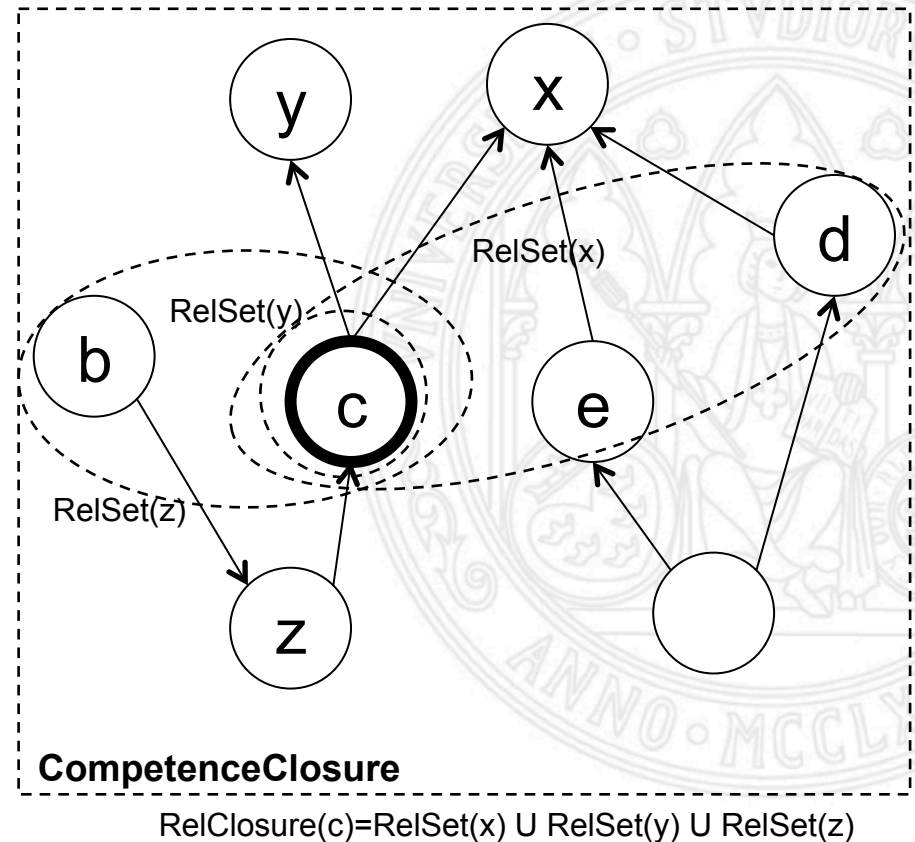 y
x
d
RelSet(x)
RelSet(y)
b
c
e
RelSet(z)
z
CompetenceClosure
RelClosure(c)=RelSet(x) U RelSet(y) U RelSet(z)